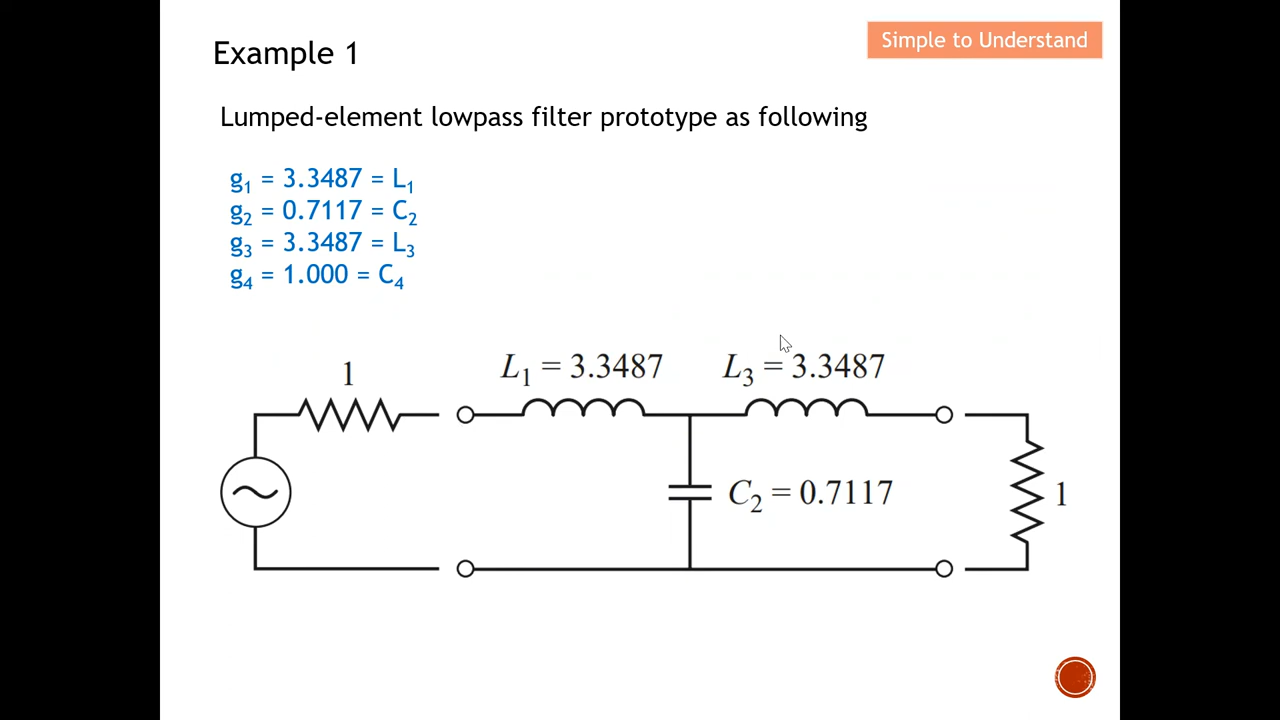 Example 1
Simple to Understand
Lumped-element lowpass filter prototype as following
g₁ = 3.3487 = L₁
g₂ = 0.7117 = C₂
g₃ = 3.3487 = L₃
g₄ = 1.000 = C₄
1
L₁ = 3.3487
L₃ = 3.3487
C₂ = 0.7117
1